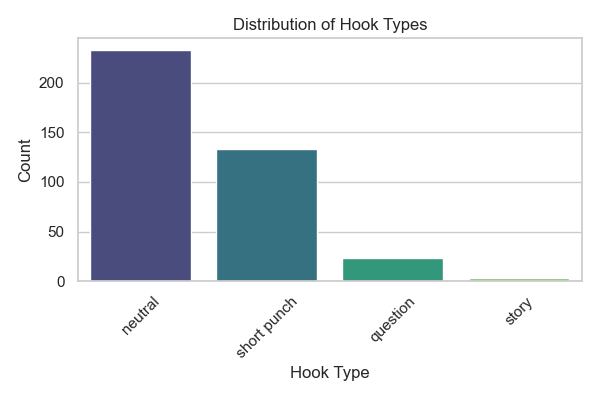 Distribution of Hook Types
Count
200
150
100
50
0
neutral
short punch
question
story
Hook Type